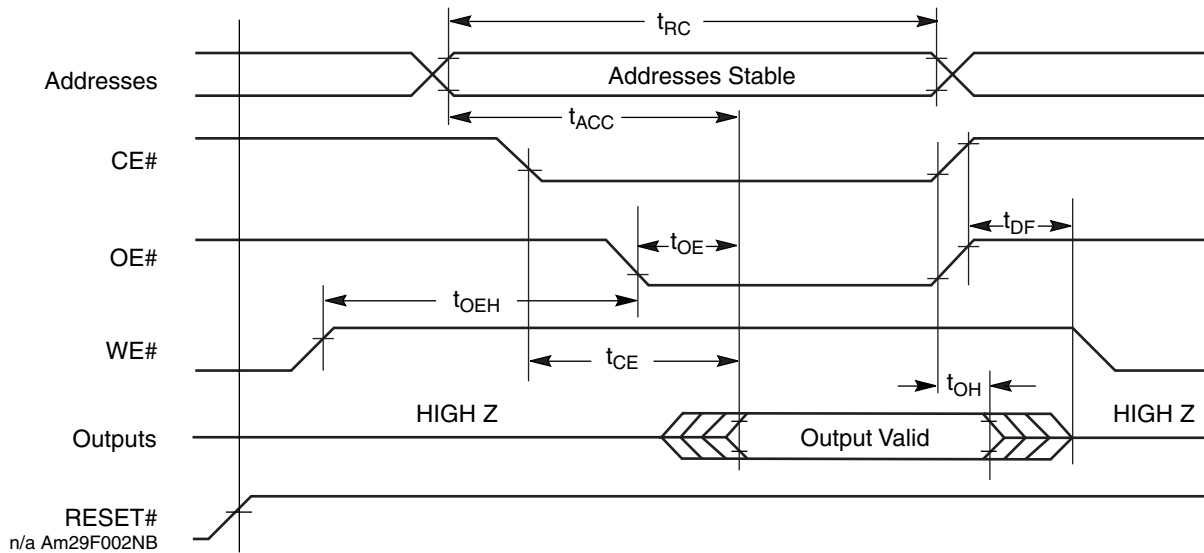 tRC
Addresses
Addresses Stable
tACC
CE#
tDF
OE#
tOE
tOEH
WE#
tCE
tOH
HIGH Z
HIGH Z
Outputs
Output Valid
RESET#
n/a Am29F002NB